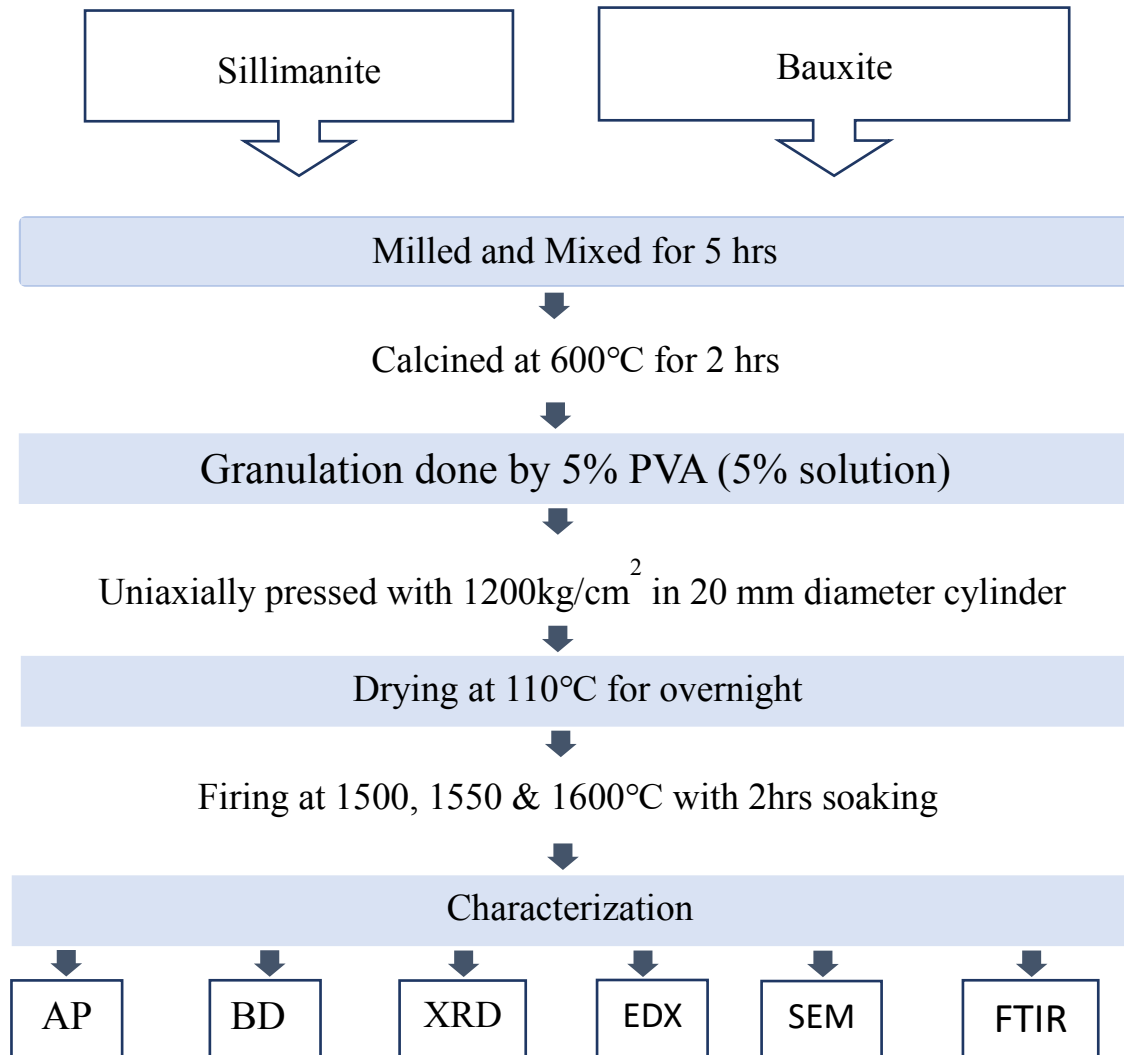 Sillimanite
Bauxite
Milled and Mixed for 5 hrs
Calcined at 600°C for 2 hrs
Granulation done by 5% PVA (5% solution)
Uniaxially pressed with 1200kg/cm² in 20 mm diameter cylinder
Drying at 110°C for overnight
Firing at 1500, 1550 & 1600°C with 2hrs soaking
Characterization
AP
BD
XRD
EDX
SEM
FTIR